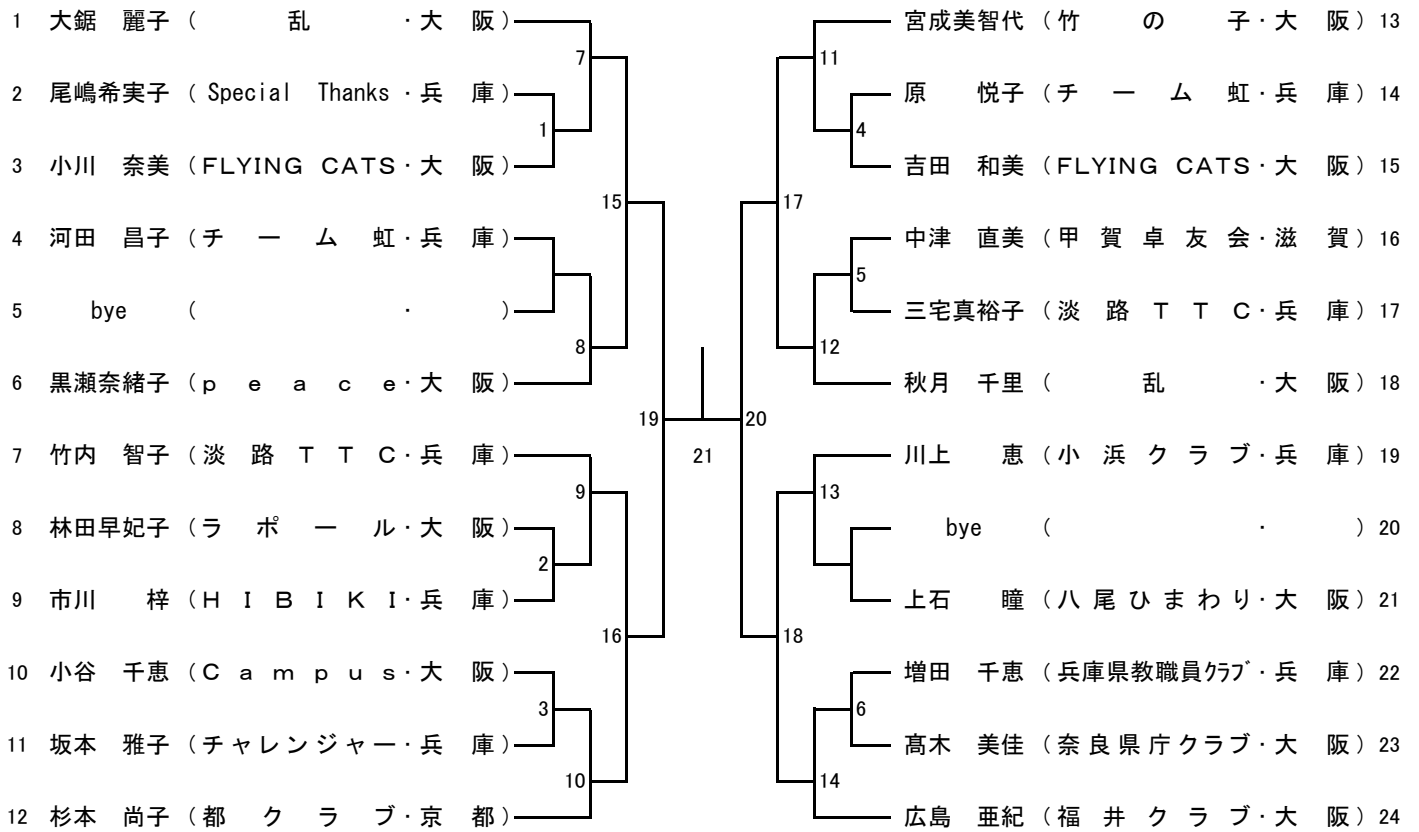 1 大鋸 麗子 ( 乱 ・大 阪)
7
2 尾嶋希実子 ( Special Thanks ・兵 庫)
1
3 小川 奈美 (FLYING CATS・大 阪)
15
4 河田 昌子 (チ ー ム 虹・兵 庫)
5 bye ( ・ )
8
6 黒瀬奈緒子 (p e a c e・大 阪)
19
7 竹内 智子 (淡 路 T T C・兵 庫)
9
8 林田早妃子 (ラ ポ ー ル・大 阪)
2
9 市川 梓 (H I B I K I・兵 庫)
16
10 小谷 千恵 (C a m p u s・大 阪)
3
11 坂本 雅子 (チャレンジャー・兵 庫)
10
12 杉本 尚子 (都 ク ラ ブ・京 都)
21
宮成美智代 (竹 の 子・大 阪) 13
11
原 悦子 (チ ー ム 虹・兵 庫) 14
4
吉田 和美 (FLYING CATS・大 阪) 15
17
中津 直美 (甲 賀 卓 友 会・滋 賀) 16
5
三宅真裕子 (淡 路 T T C・兵 庫) 17
12
秋月 千里 ( 乱 ・大 阪) 18
20
川上 恵 (小 浜 ク ラ ブ・兵 庫) 19
13
bye ( ・ ) 20
上石 瞳 (八 尾 ひ ま わ り・大 阪) 21
18
増田 千恵 (兵庫県教職員ｸﾗﾌﾞ・兵 庫) 22
6
髙木 美佳 (奈 良 県 庁 ク ラ ブ・大 阪) 23
14
広島 亜紀 (福 井 ク ラ ブ・大 阪) 24